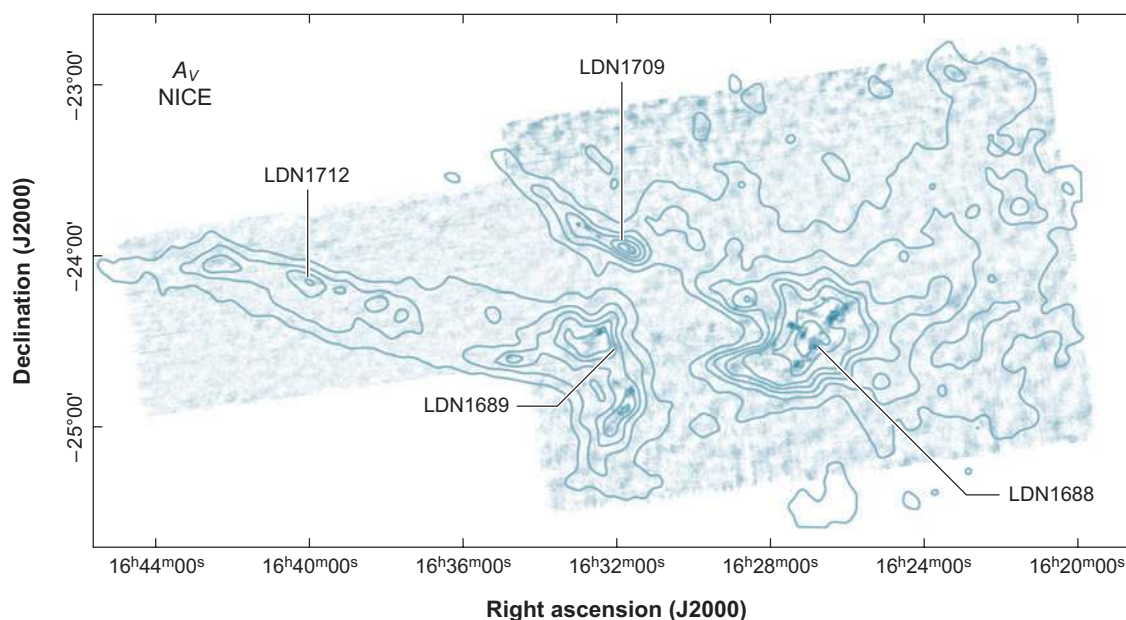 A_V
NICE
LDN1709
LDN1712
LDN1689
LDN1688
Declination (J2000)
−23°00'
−24°00'
−25°00'
16ʰ44ᵐ00ˢ
16ʰ40ᵐ00ˢ
16ʰ36ᵐ00ˢ
16ʰ32ᵐ00ˢ
16ʰ28ᵐ00ˢ
16ʰ24ᵐ00ˢ
16ʰ20ᵐ00ˢ
Right ascension (J2000)